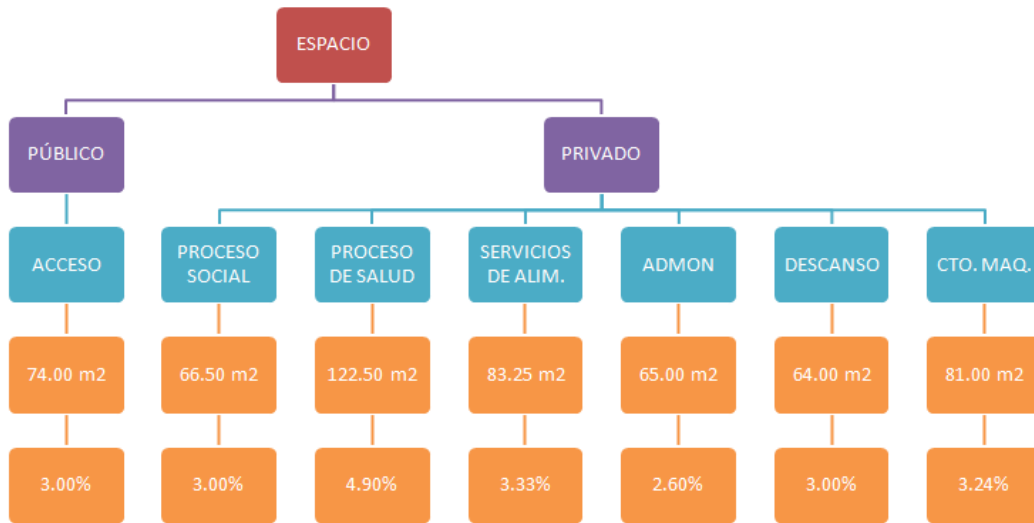 ESPACIO
PÚBLICO
PRIVADO
ACCESO
PROCESO
SOCIAL
PROCESO
DE SALUD
SERVICIOS
DE ALIM.
ADMON
DESCANSO
CTO. MAQ.
74.00 m2
66.50 m2
122.50 m2
83.25 m2
65.00 m2
64.00 m2
81.00 m2
3.00%
3.00%
4.90%
3.33%
2.60%
3.00%
3.24%